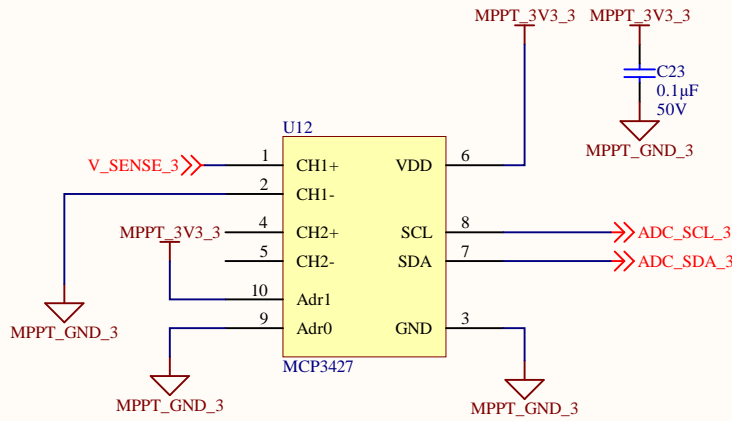 MPPT_3V3_3
MPPT_3V3_3
C23
0.1µF
50V
MPPT_GND_3
U12
V_SENSE_3
1
CH1+
VDD
6
2
CH1-
MPPT_3V3_3
4
CH2+
SCL
8
ADC_SCL_3
5
CH2-
SDA
7
ADC_SDA_3
10
Adr1
MPPT_GND_3
9
Adr0
GND
3
MCP3427
MPPT_GND_3
MPPT_GND_3